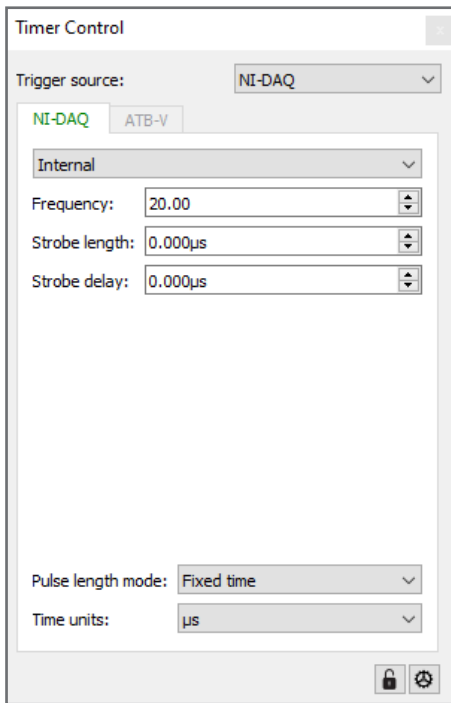 Timer Control
Trigger source: NI-DAQ
NI-DAQ ATB-V
Internal
Frequency: 20.00
Strobe length: 0.000µs
Strobe delay: 0.000µs
Pulse length mode: Fixed time
Time units: µs